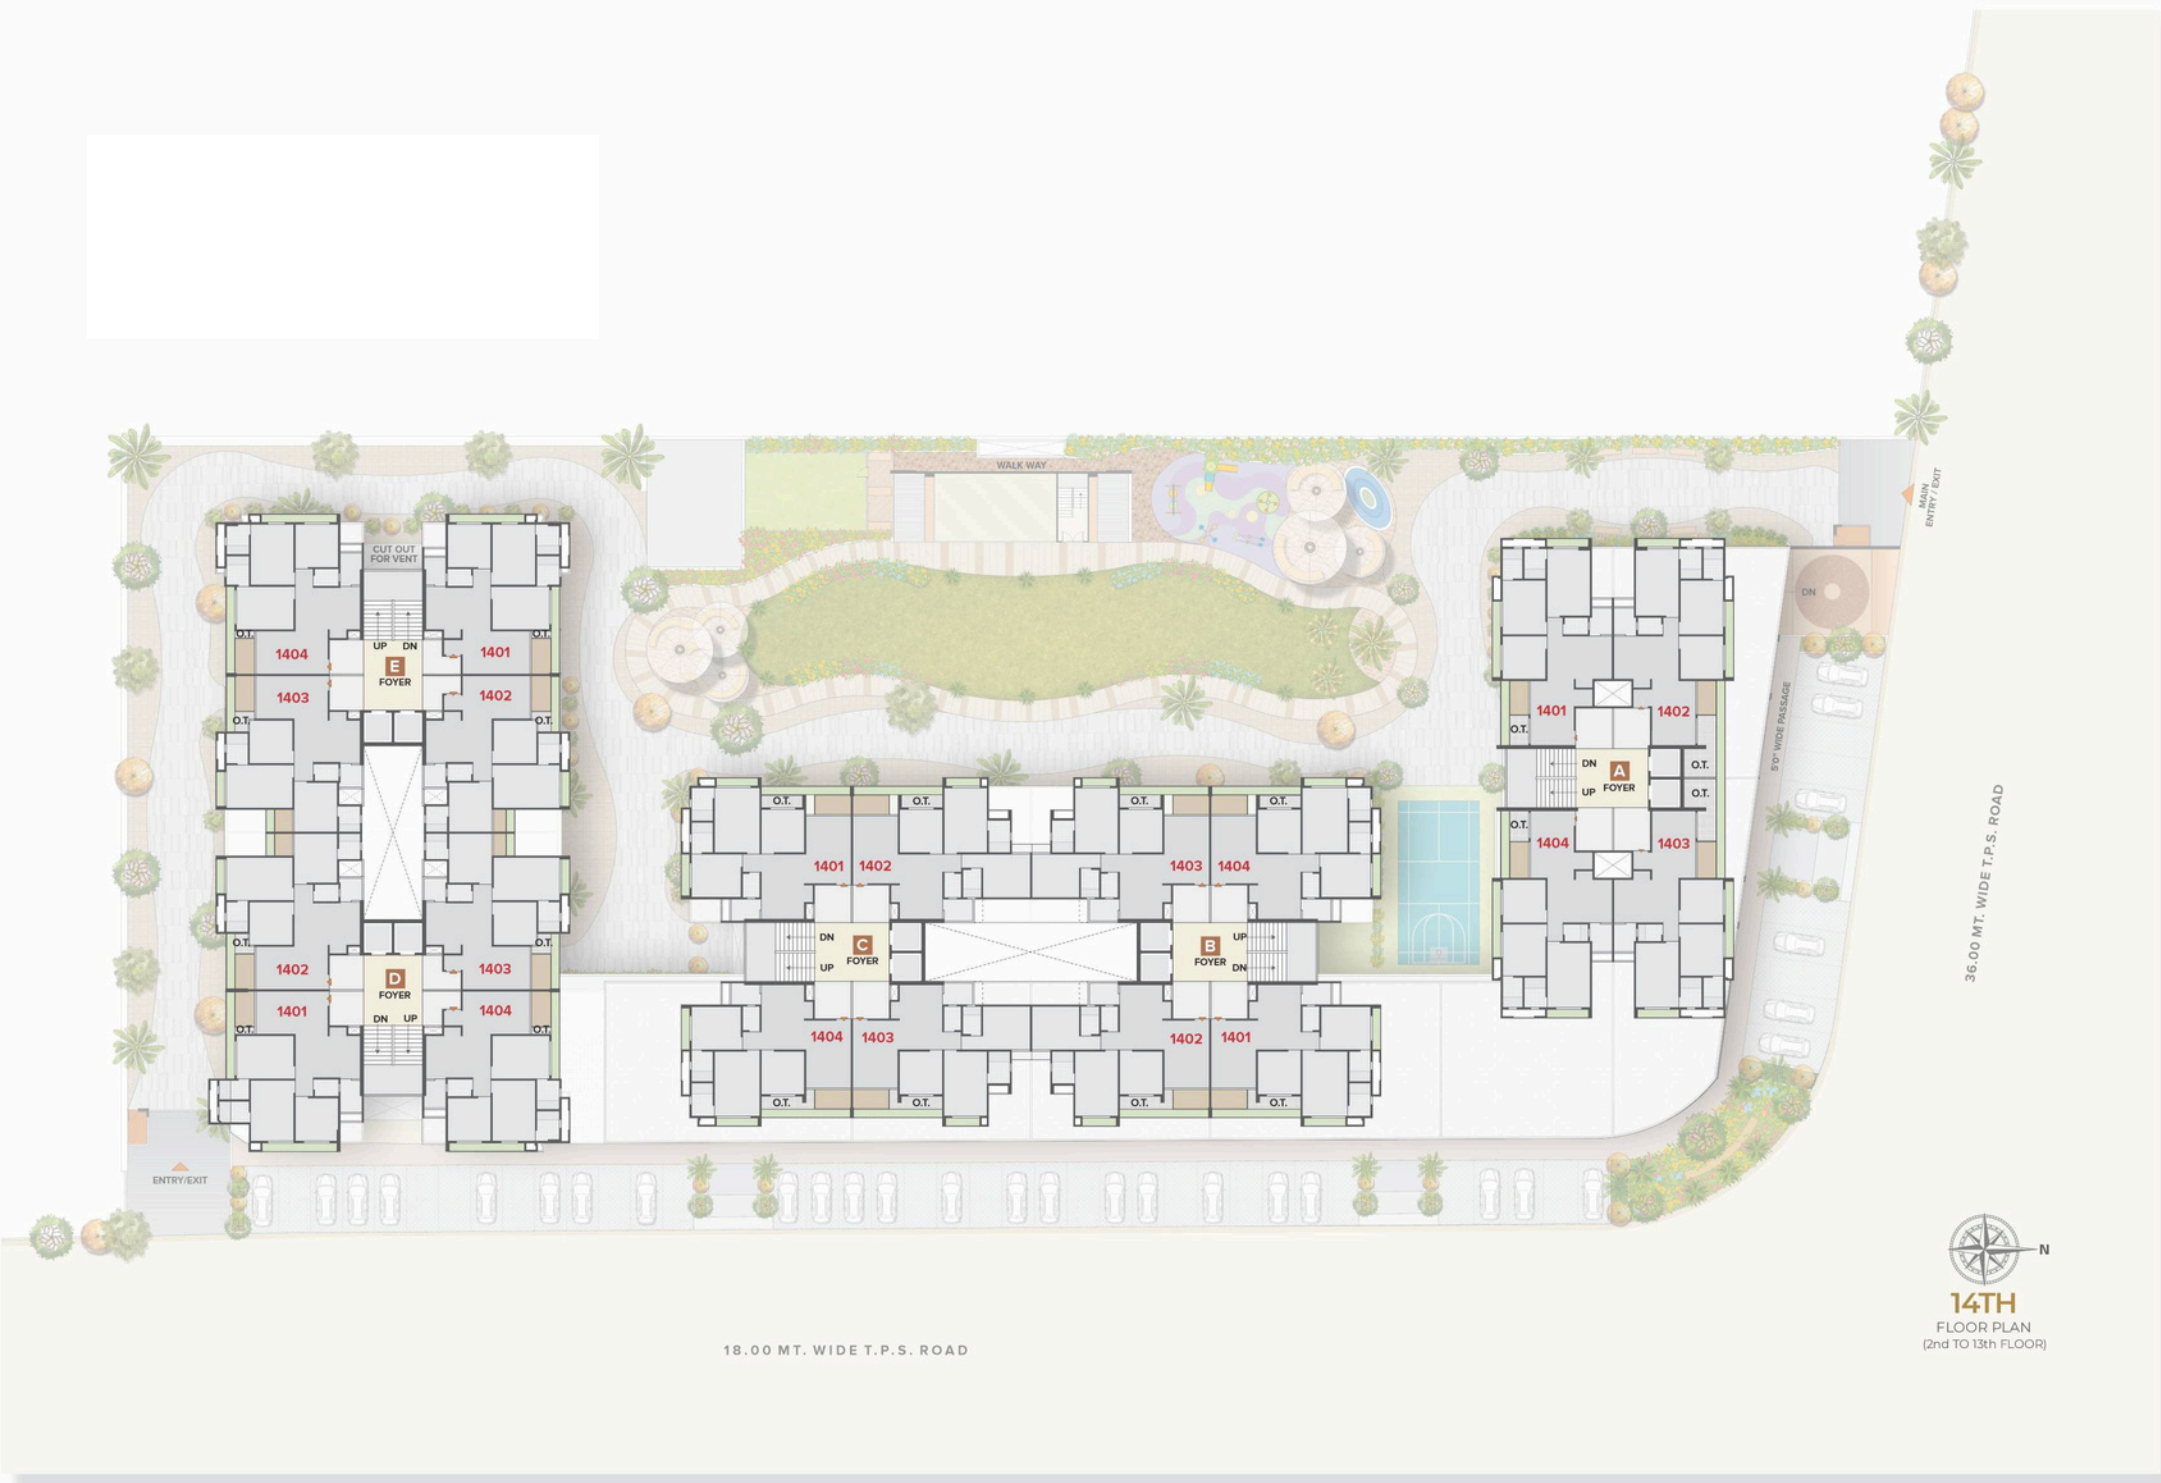 WALK WAY
MAIN
ENTRY / EXIT
CUT OUT
FOR VENT
DN
O.T.
O.T.
UP DN
1404
E
FOYER
1401
1403
1402
O.T.
O.T.
5'0" WIDE PASSAGE
1401
1402
O.T.
DN
A
FOYER
UP
O.T.
O.T.
O.T.
1404
1403
36.00 MT. WIDE T.P.S. ROAD
O.T.
O.T.
O.T.
O.T.
1401
1402
1403
1404
DN
C
FOYER
UP
B
FOYER
UP
DN
O.T.
O.T.
1402
D
FOYER
1403
1401
DN UP
1404
O.T.
O.T.
1404
1403
1402
1401
O.T.
O.T.
O.T.
O.T.
ENTRY/EXIT
N
14TH
FLOOR PLAN
(2nd TO 13th FLOOR)
18.00 MT. WIDE T.P.S. ROAD